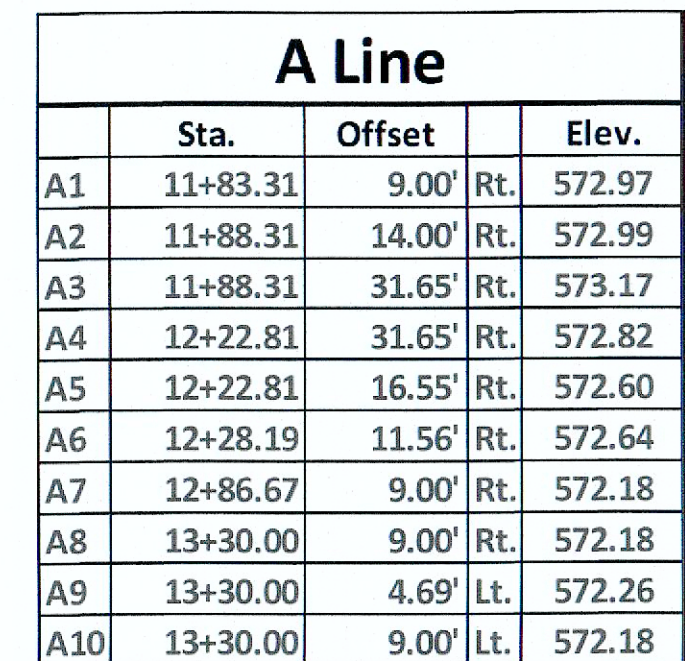 A Line
Sta. Offset Elev.
A1 11+83.31 9.00' Rt. 572.97
A2 11+88.31 14.00' Rt. 572.99
A3 11+88.31 31.65' Rt. 573.17
A4 12+22.81 31.65' Rt. 572.82
A5 12+22.81 16.55' Rt. 572.60
A6 12+28.19 11.56' Rt. 572.64
A7 12+86.67 9.00' Rt. 572.18
A8 13+30.00 9.00' Rt. 572.18
A9 13+30.00 4.69' Lt. 572.26
A10 13+30.00 9.00' Lt. 572.18